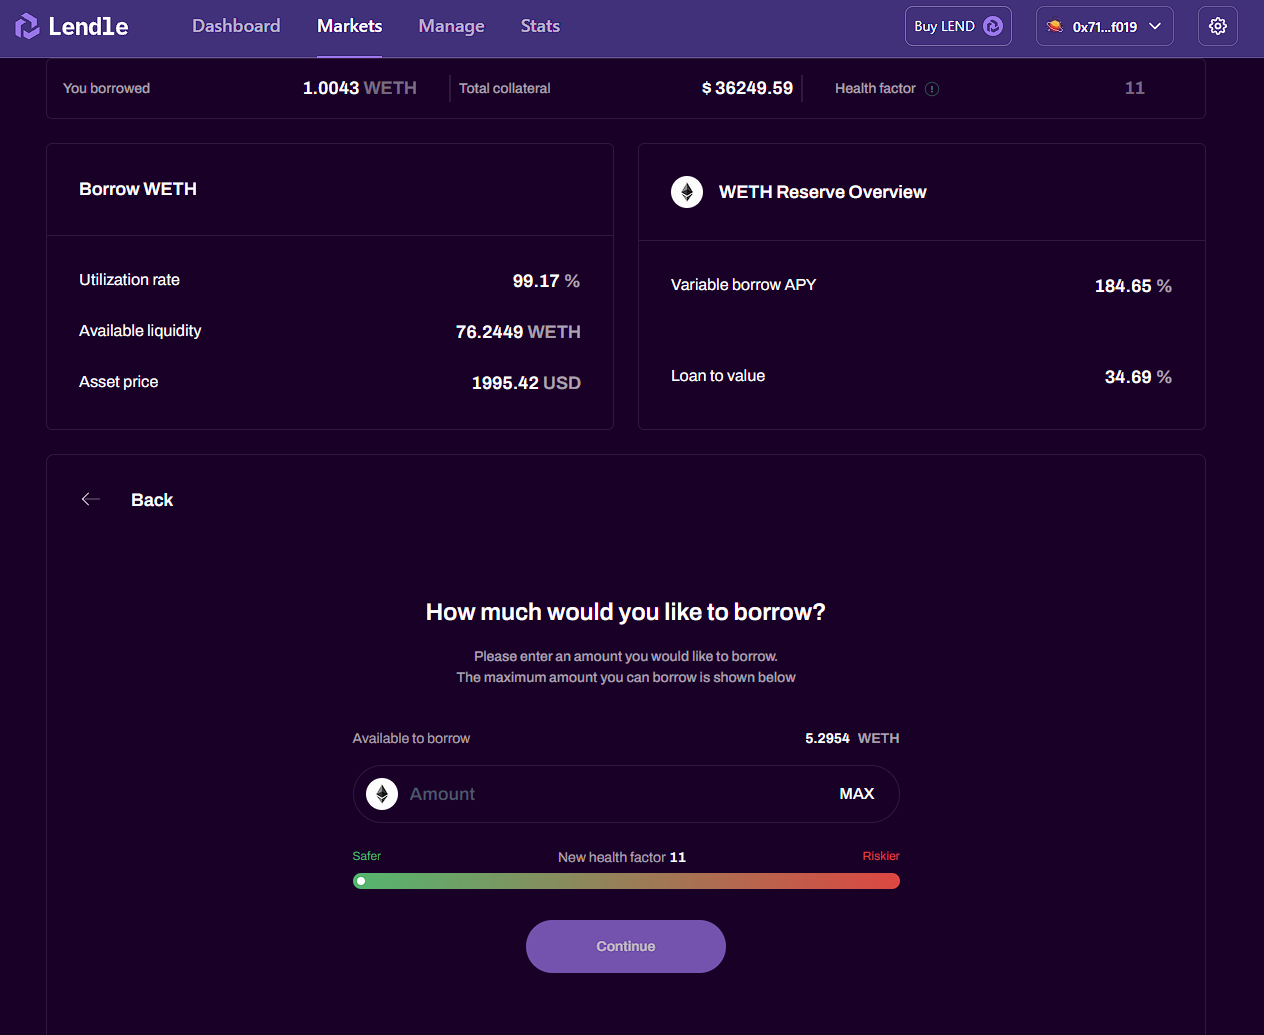 Lendle Dashboard Markets Manage Stats Buy LEND 0x71...f019
You borrowed 1.0043 WETH Total collateral $ 36249.59 Health factor 11
Borrow WETH
Utilization rate 99.17 %
Available liquidity 76.2449 WETH
Asset price 1995.42 USD
WETH Reserve Overview
Variable borrow APY 184.65 %
Loan to value 34.69 %
Back
How much would you like to borrow?
Please enter an amount you would like to borrow.
The maximum amount you can borrow is shown below
Available to borrow 5.2954 WETH
Amount MAX
Safer New health factor 11 Riskier
Continue